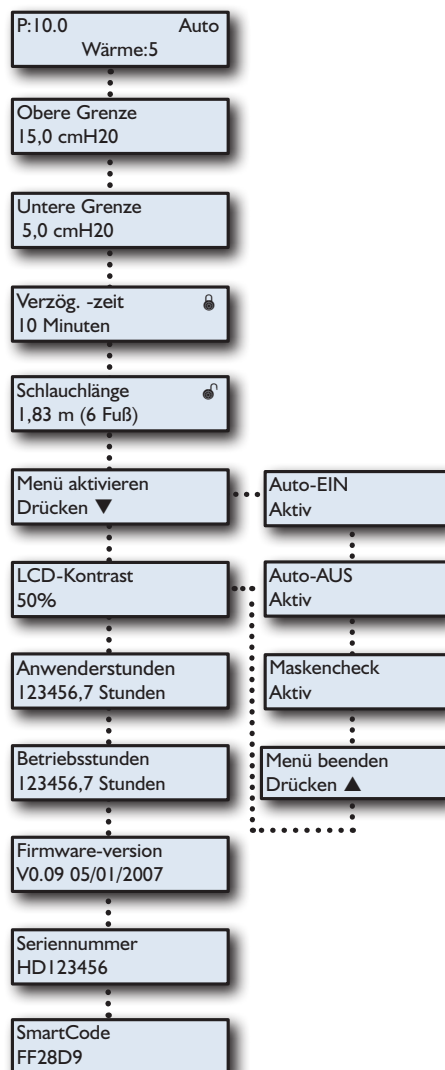 P:10.0 Auto
Wärme:5
Obere Grenze
15,0 cmH20
Untere Grenze
5,0 cmH20
Verzög. -zeit
10 Minuten
Schlauchlänge
1,83 m (6 Fuß)
Menü aktivieren
Drücken ▼
Auto-EIN
Aktiv
LCD-Kontrast
50%
Auto-AUS
Aktiv
Anwenderstunden
123456,7 Stunden
Maskencheck
Aktiv
Betriebsstunden
123456,7 Stunden
Menü beenden
Drücken ▲
Firmware-version
V0.09 05/01/2007
Seriennummer
HD123456
SmartCode
FF28D9